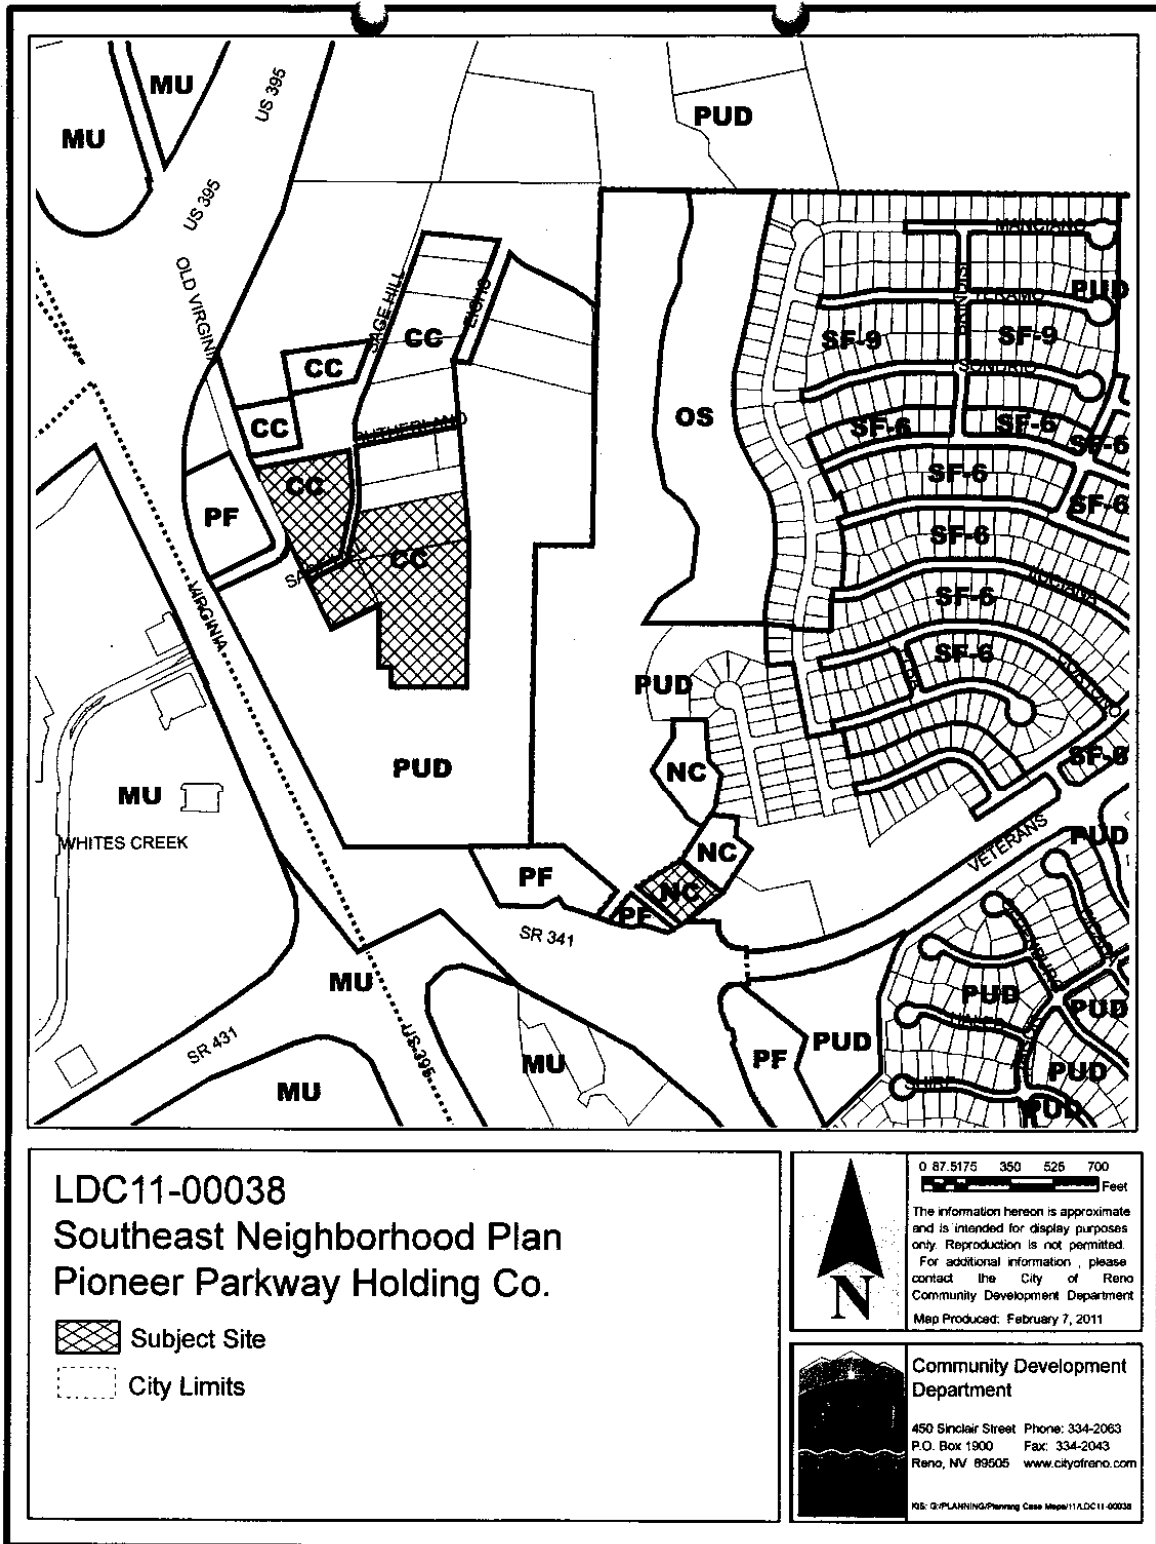 MU
MU
US 395
PUD
US 395
MANCIANO
OLD VIRGINIA
SAGE HILL
PUD
TERAMO
CC
SF-9
SF-9
CC
SONDRIO
OS
CC
SUTHERLAND
SF-6
SF-6
SF-6
SF-6
CC
SF-6
PF
SF-6
CC
SF-6
VIRGINIA
SF-6
PUD
PUD
NC
SF-6
MU
WHITES CREEK
VETERANS
PUD
NC
PF
NC
PF
SR 341
MU
PUD
PUD
SR 431
US 395
PUD
MU
PF
PUD
MU
PUD
LDC11-00038
Southeast Neighborhood Plan
Pioneer Parkway Holding Co.
Subject Site
City Limits
N
0 87.5175 350 525 700
Feet
The information hereon is approximate
and is intended for display purposes
only. Reproduction is not permitted.
For additional information , please
contact the City of Reno
Community Development Department
Map Produced: February 7, 2011
Community Development
Department
450 Sinclair Street Phone: 334-2063
P.O. Box 1900 Fax: 334-2043
Reno, NV 89505 www.cityofreno.com